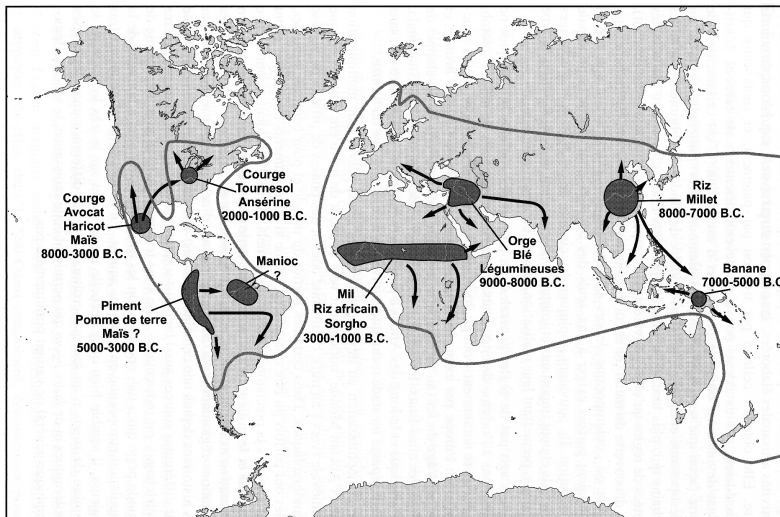 Courge
Tournesol
Ansérine
2000-1000 B.C.
Courge
Avocat
Haricot
Maïs
8000-3000 B.C.
Manioc
?
Piment
Pomme de terre
Maïs ?
5000-3000 B.C.
Mil
Riz africain
Sorgho
3000-1000 B.C.
Orge
Blé
Légumineuses
9000-8000 B.C.
Riz
Millet
8000-7000 B.C.
Banane
7000-5000 B.C.